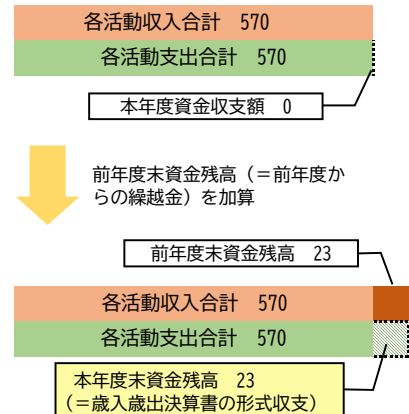 各活動収入合計　570
各活動支出合計　570
本年度資金収支額　0
前年度末資金残高（＝前年度か
らの繰越金）を加算
前年度末資金残高　23
各活動収入合計　570
各活動支出合計　570
本年度末資金残高　23
（＝歳入歳出決算書の形式収支）